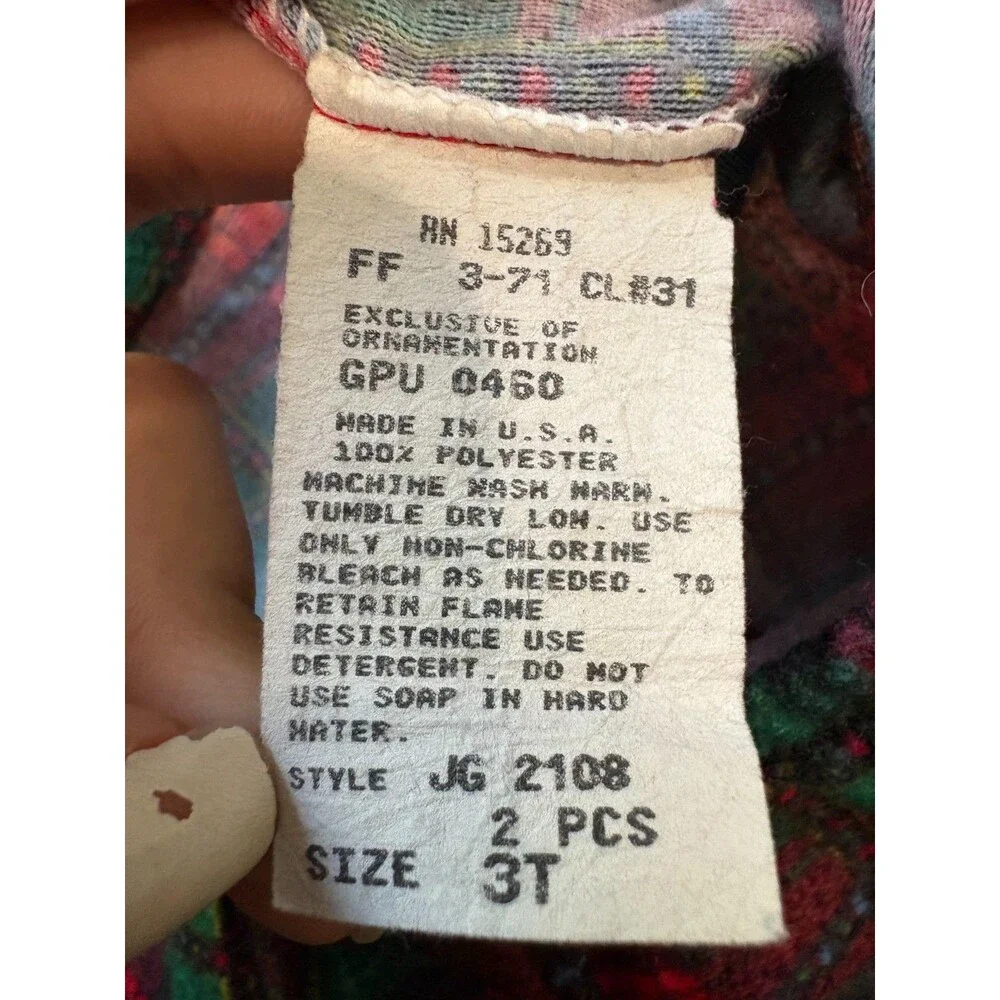 RN 15269
FF 3-71 CL#31
EXCLUSIVE OF
ORNAMENTATION
GPU 0460
MADE IN U.S.A.
100% POLYESTER
MACHINE WASH WARM.
TUMBLE DRY LOW. USE
ONLY NON-CHLORINE
BLEACH AS NEEDED. TO
RETAIN FLAME
RESISTANCE USE
DETERGENT. DO NOT
USE SOAP IN HARD
WATER.
STYLE JG 2108
2 PCS
SIZE 3T